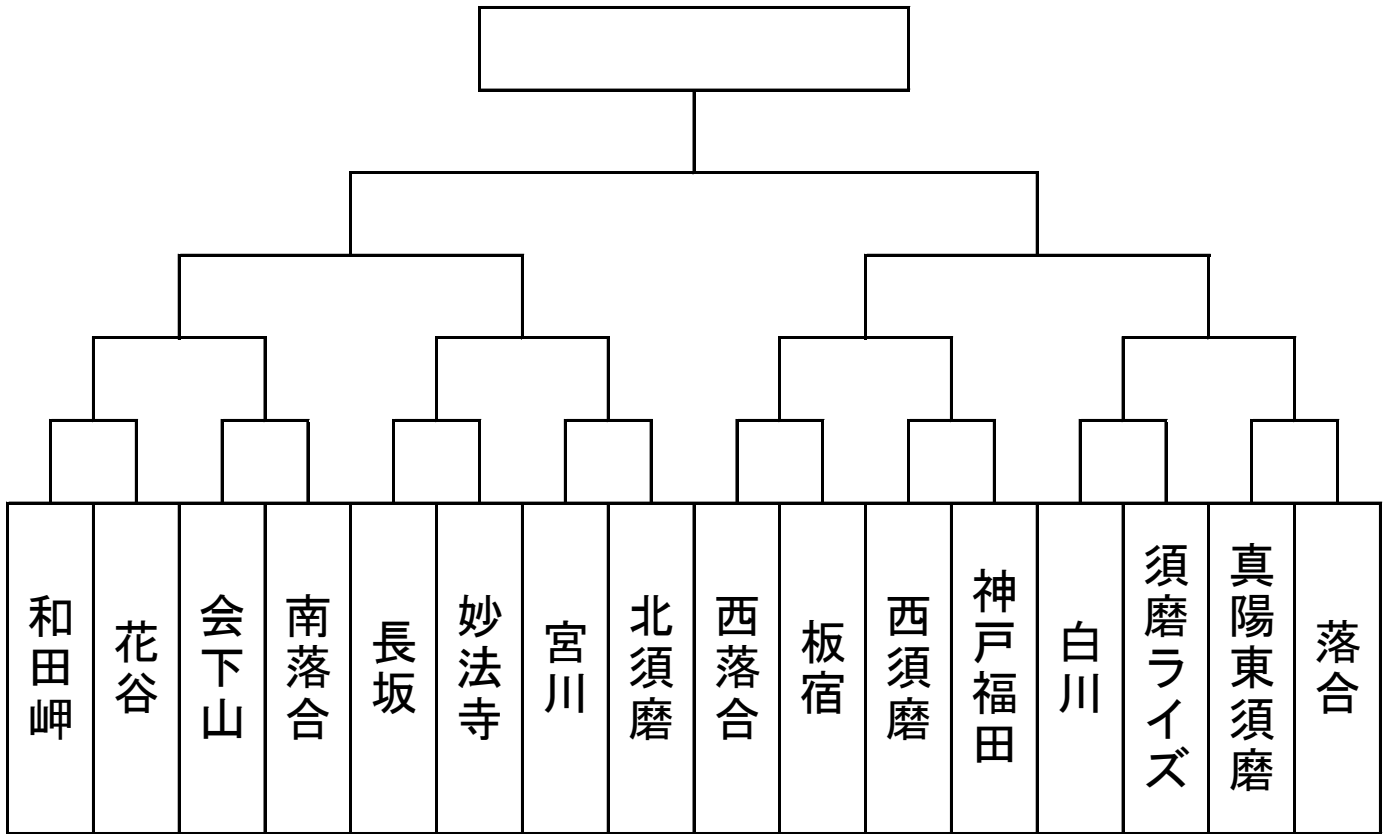 和田岬
花谷
会下山
南落合
長坂
妙法寺
宮川
北須磨
西落合
板宿
西須磨
神戸福田
白川
須磨ライズ
真陽東須磨
落合